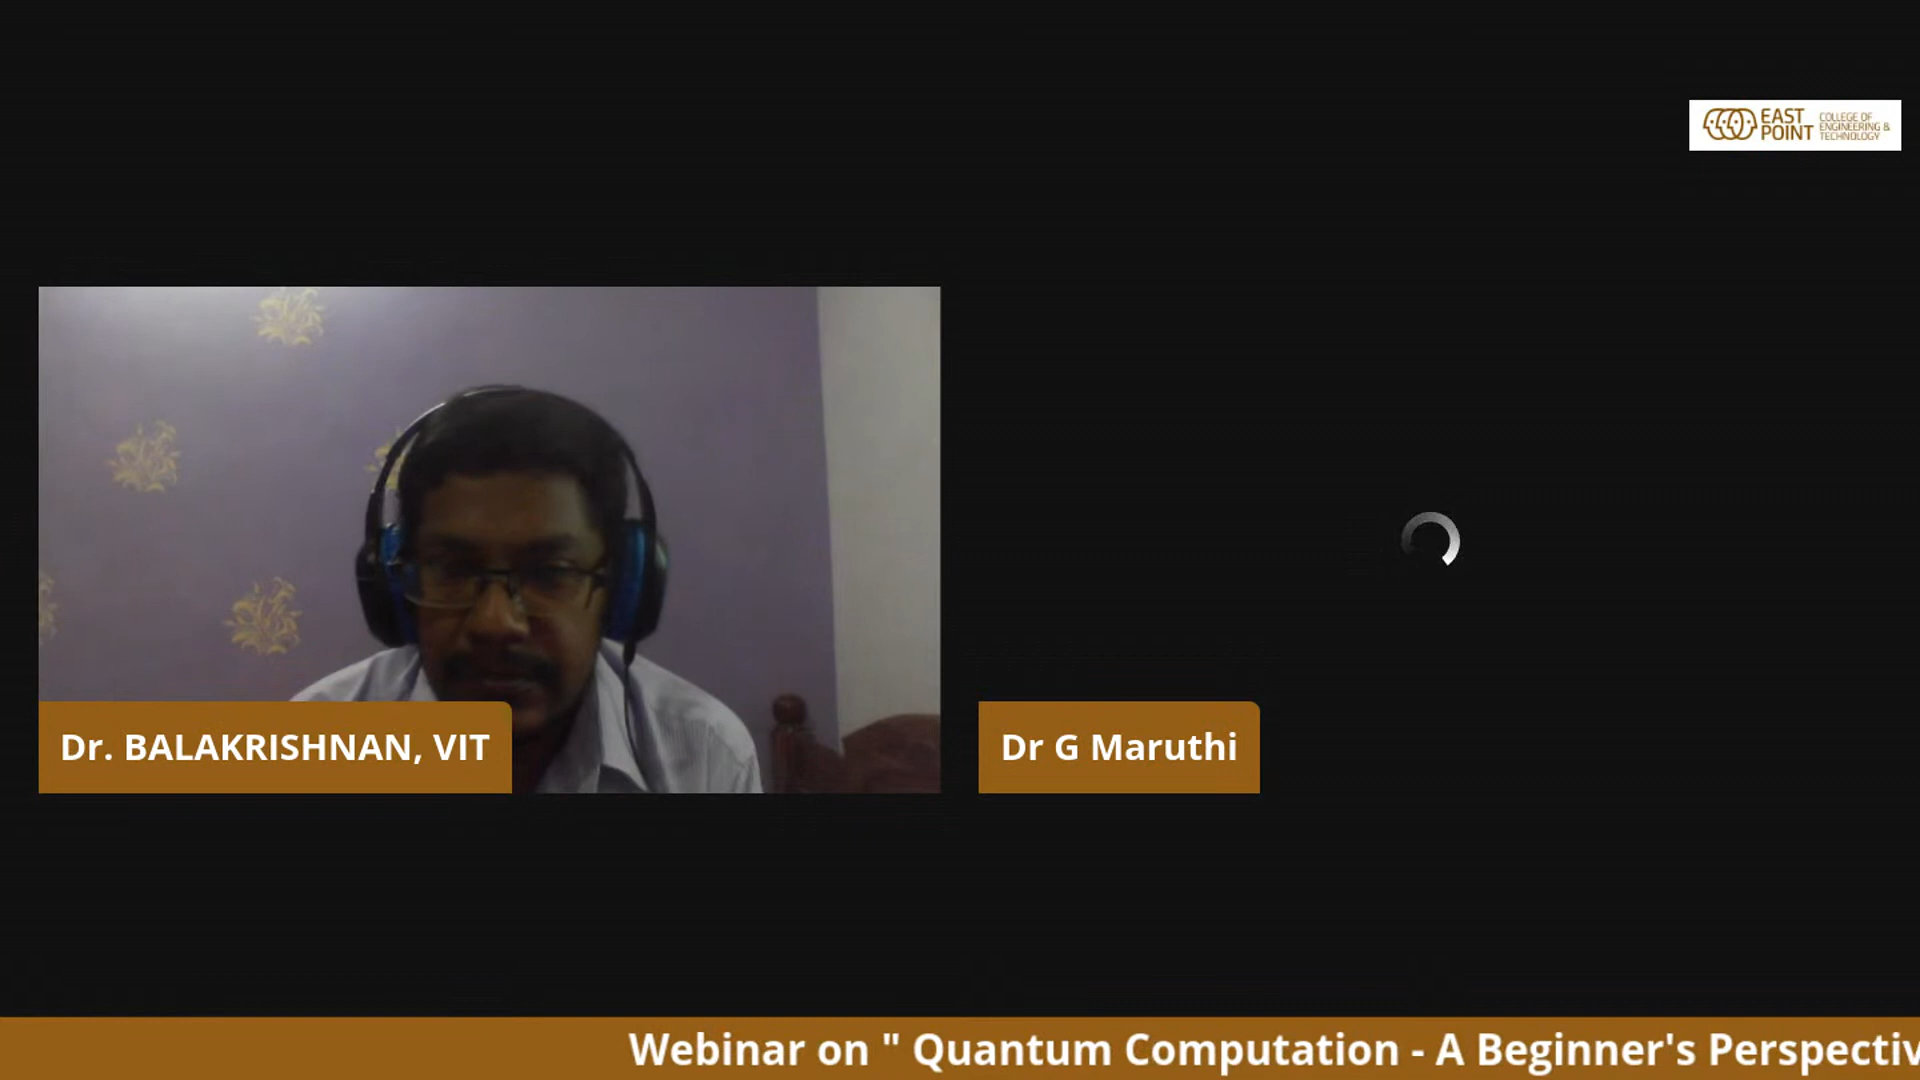 EAST
POINT
COLLEGE OF
ENGINEERING &
TECHNOLOGY
Dr. BALAKRISHNAN, VIT
Dr G Maruthi
Webinar on " Quantum Computation - A Beginner's Perspectiv